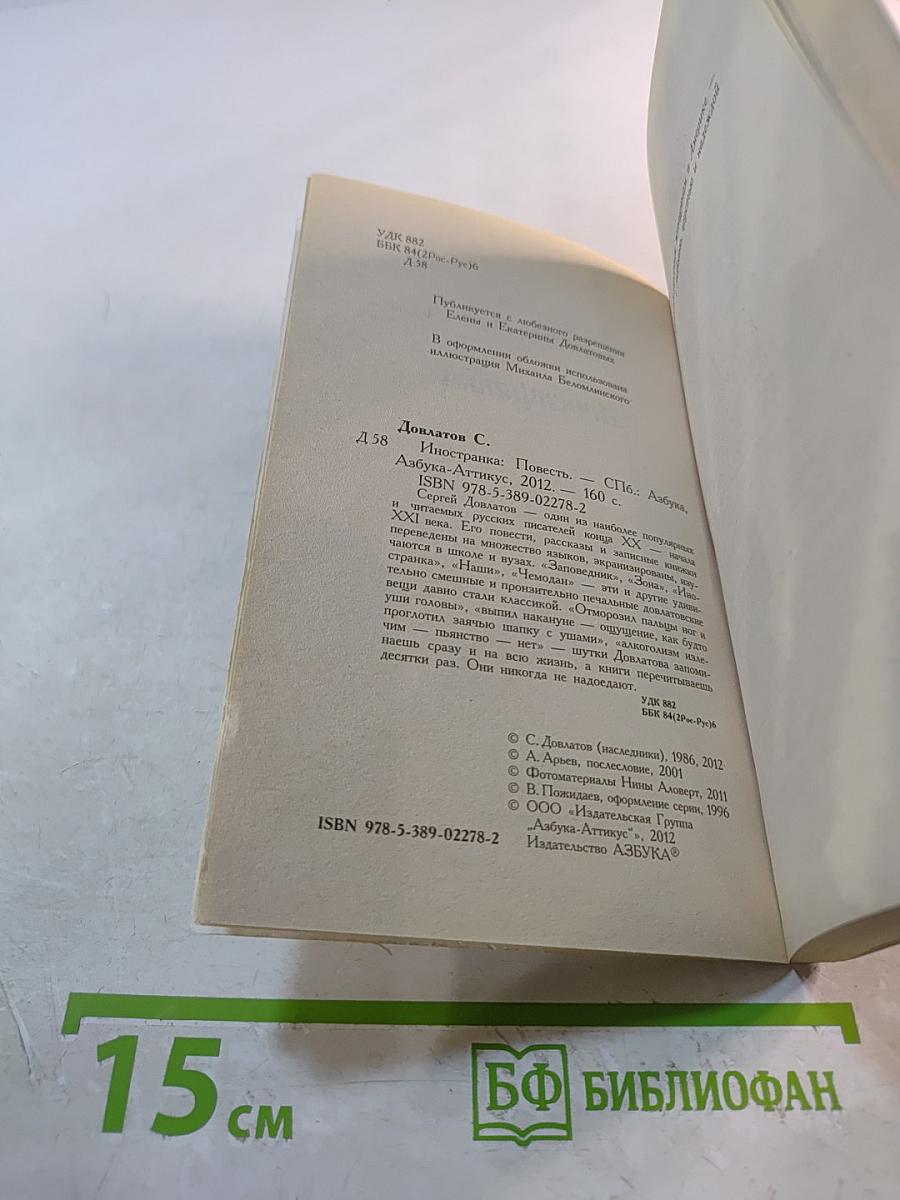 УДК 882
ББК 84(2Рос-Рус)6
Д 58
Публикуется с любезного разрешения
Елены и Екатерины Довлатовых
В оформлении обложки использована
иллюстрация Михаила Беломлинского
Довлатов С.
Д 58
Иностранка: Повесть. — СПб.: Азбука,
Азбука-Аттикус, 2012. — 160 с.
ISBN 978-5-389-02278-2
Сергей Довлатов — один из наиболее популярных
и читаемых русских писателей конца XX — начала
XXI века. Его повести, рассказы и записные книжки
переведены на множество языков, экранизированы, изу-
чаются в школе и вузах. «Заповедник», «Зона», «Ино-
странка», «Наши», «Чемодан» — эти и другие удиви-
тельно смешные и пронзительно печальные довлатовские
вещи давно стали классикой. «Отморозил пальцы ног и
уши головы», «выпил накануне — ощущение, как будто
проглотил заячью шапку с ушами», «алкоголизм изле-
чим — пьянство — нет» — шутки Довлатова запоми-
наешь сразу и на всю жизнь, а книги перечитываешь
десятки раз. Они никогда не надоедают.
УДК 882
ББК 84(2Рос-Рус)6
© С. Довлатов (наследники), 1986, 2012
© А. Арьев, послесловие, 2001
© Фотоматериалы Нины Аловерт, 2011
© В. Пожидаев, оформление серии, 1996
© ООО «Издательская Группа
„Азбука-Аттикус“», 2012
Издательство АЗБУКА®
ISBN 978-5-389-02278-2
в Америке —
и надеждой
15 см
БФ БИБЛИОФАН